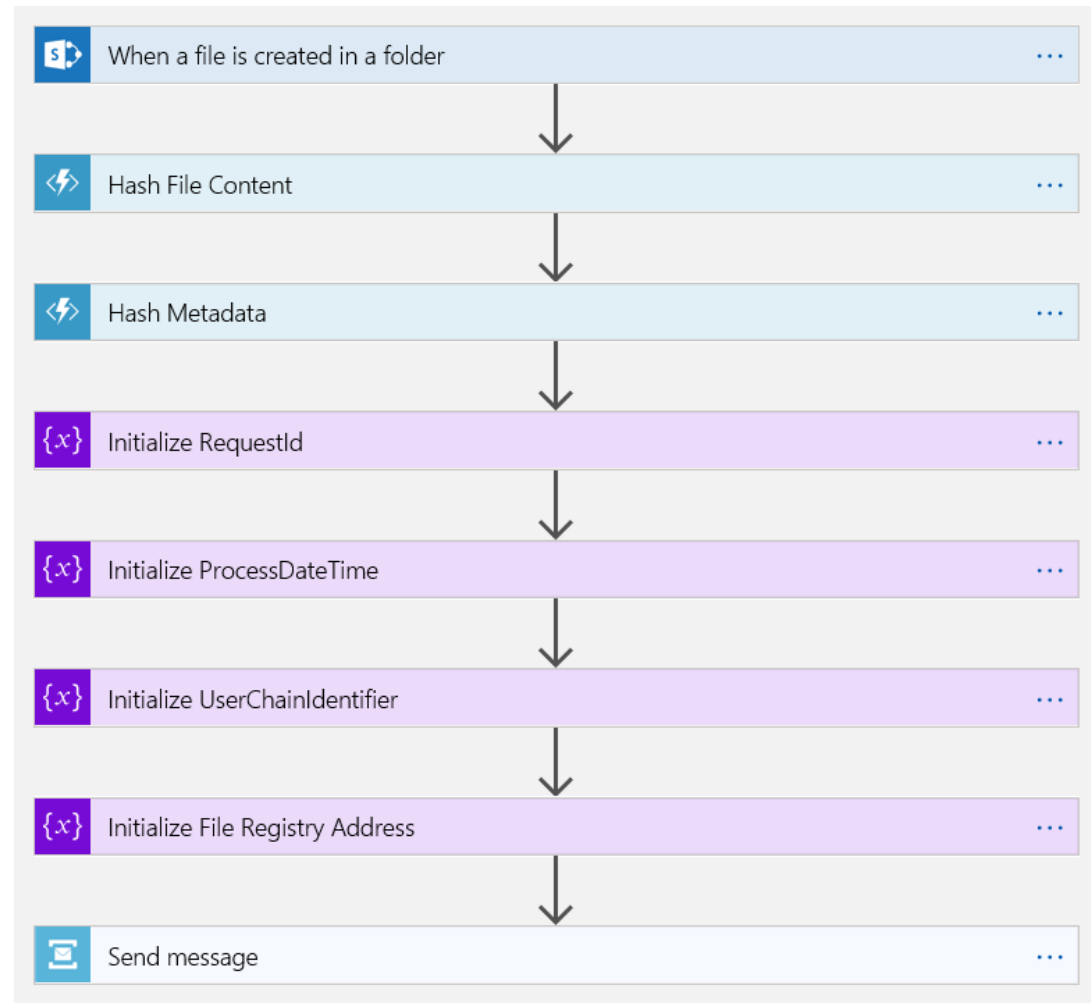 When a file is created in a folder
Hash File Content
Hash Metadata
{x} Initialize RequestId
{x} Initialize ProcessDateTime
{x} Initialize UserChainIdentifier
{x} Initialize File Registry Address
Send message